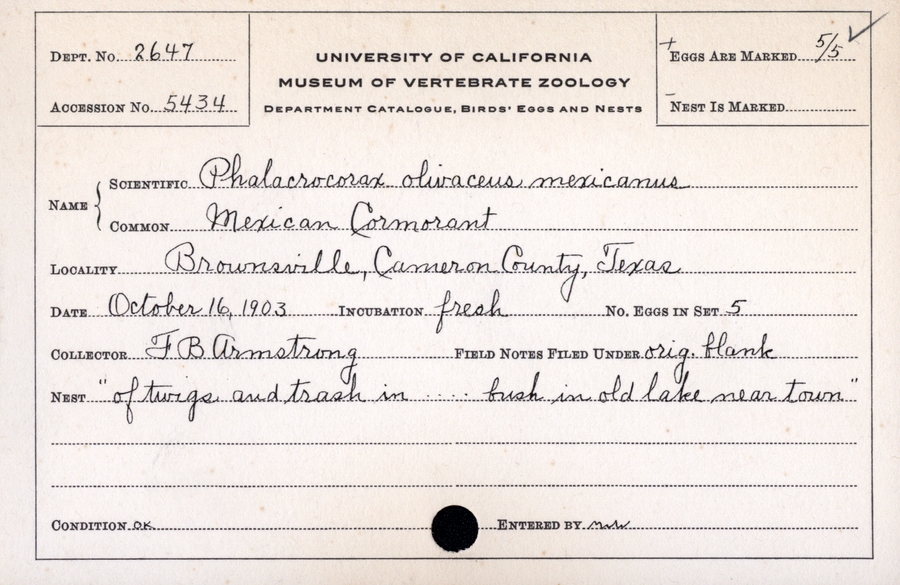 DEPT. No. 2647
UNIVERSITY OF CALIFORNIA
+ EGGS ARE MARKED 5/5 ✓
MUSEUM OF VERTEBRATE ZOOLOGY
ACCESSION No. 5434
DEPARTMENT CATALOGUE, BIRDS' EGGS AND NESTS
- NEST IS MARKED
NAME { SCIENTIFIC Phalacrocorax olivaceus mexicanus
COMMON Mexican Cormorant
LOCALITY Brownsville, Cameron County, Texas
DATE October 16, 1903 INCUBATION fresh No. EGGS IN SET 5
COLLECTOR F B Armstrong FIELD NOTES FILED UNDER orig. blank
NEST "of twigs and trash in ..... bush in old lake near town"
CONDITION OK ENTERED BY